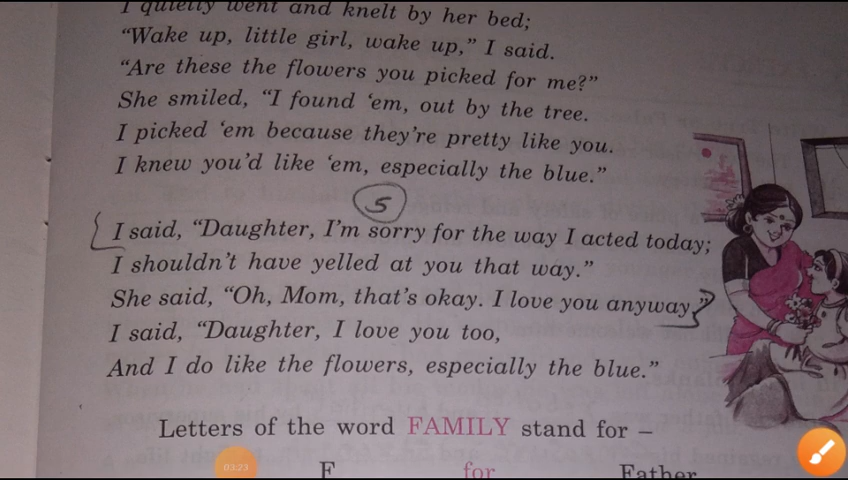 I quietly went and knelt by her bed;
“Wake up, little girl, wake up,” I said.
“Are these the flowers you picked for me?”
She smiled, “I found ‘em, out by the tree.
I picked ‘em because they’re pretty like you.
I knew you’d like ‘em, especially the blue.”
5
I said, “Daughter, I’m sorry for the way I acted today;
I shouldn’t have yelled at you that way.”
She said, “Oh, Mom, that’s okay. I love you anyway.”
I said, “Daughter, I love you too,
And I do like the flowers, especially the blue.”
Letters of the word FAMILY stand for –
03:23
F for Father